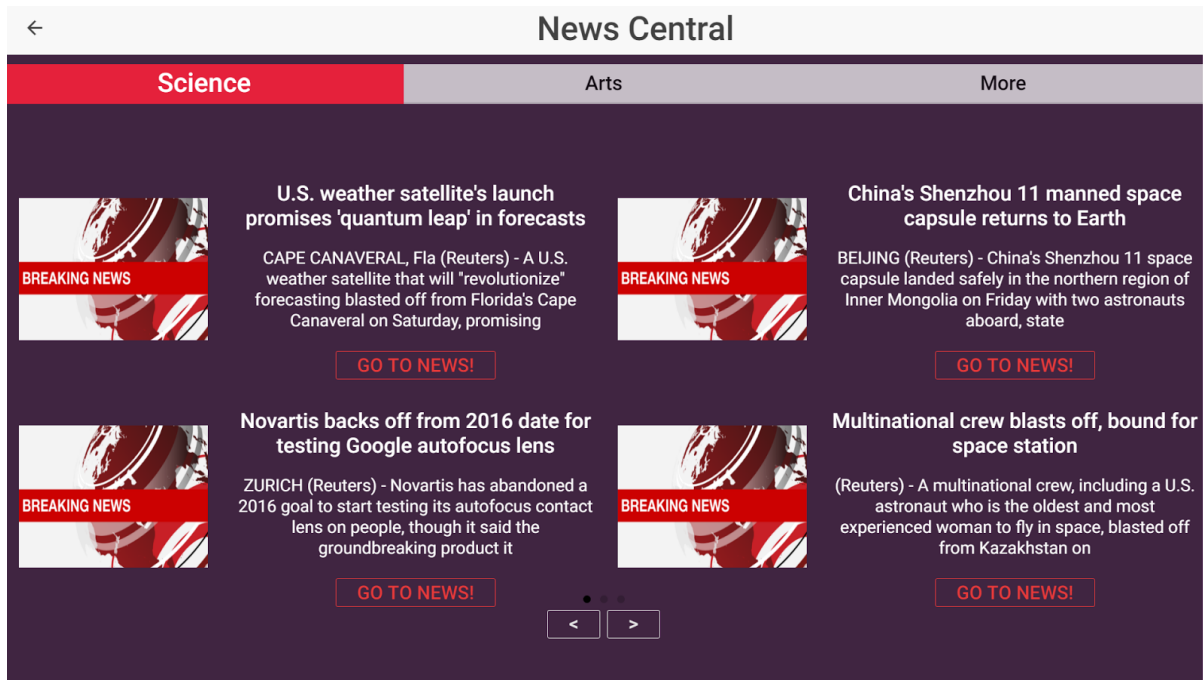 ←
News Central
Science
Arts
More
BREAKING NEWS
U.S. weather satellite's launch
promises 'quantum leap' in forecasts
CAPE CANAVERAL, Fla (Reuters) - A U.S.
weather satellite that will "revolutionize"
forecasting blasted off from Florida's Cape
Canaveral on Saturday, promising
GO TO NEWS!
BREAKING NEWS
China's Shenzhou 11 manned space
capsule returns to Earth
BEIJING (Reuters) - China's Shenzhou 11 space
capsule landed safely in the northern region of
Inner Mongolia on Friday with two astronauts
aboard, state
GO TO NEWS!
BREAKING NEWS
Novartis backs off from 2016 date for
testing Google autofocus lens
ZURICH (Reuters) - Novartis has abandoned a
2016 goal to start testing its autofocus contact
lens on people, though it said the
groundbreaking product it
GO TO NEWS!
BREAKING NEWS
Multinational crew blasts off, bound for
space station
(Reuters) - A multinational crew, including a U.S.
astronaut who is the oldest and most
experienced woman to fly in space, blasted off
from Kazakhstan on
GO TO NEWS!
< >